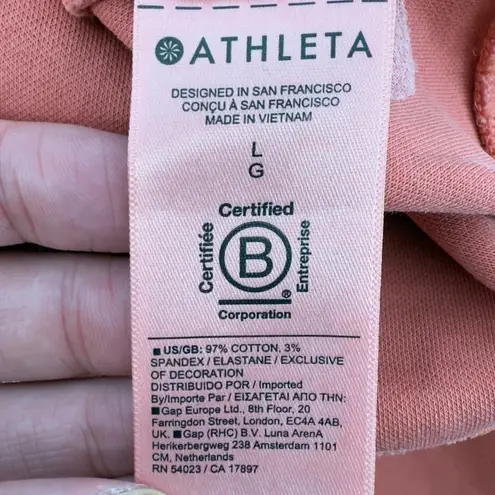 ATHLETA
DESIGNED IN SAN FRANCISCO
CONÇU À SAN FRANCISCO
MADE IN VIETNAM
L
G
Certified
Certifiée
B
Entreprise
®
Corporation
■ US/GB: 97% COTTON, 3%
SPANDEX / ELASTANE / EXCLUSIVE
OF DECORATION
DISTRIBUIDO POR / Imported
By/Importe Par / ΕΙΣΑΓΕΤΑΙ ΑΠΟ ΤΗΝ:
■Gap Europe Ltd., 8th Floor, 20
Farringdon Street, London, EC4A 4AB,
UK. ■Gap (RHC) B.V. Luna ArenA
Herikerbergweg 238 Amsterdam 1101
CM, Netherlands
RN 54023 / CA 17897